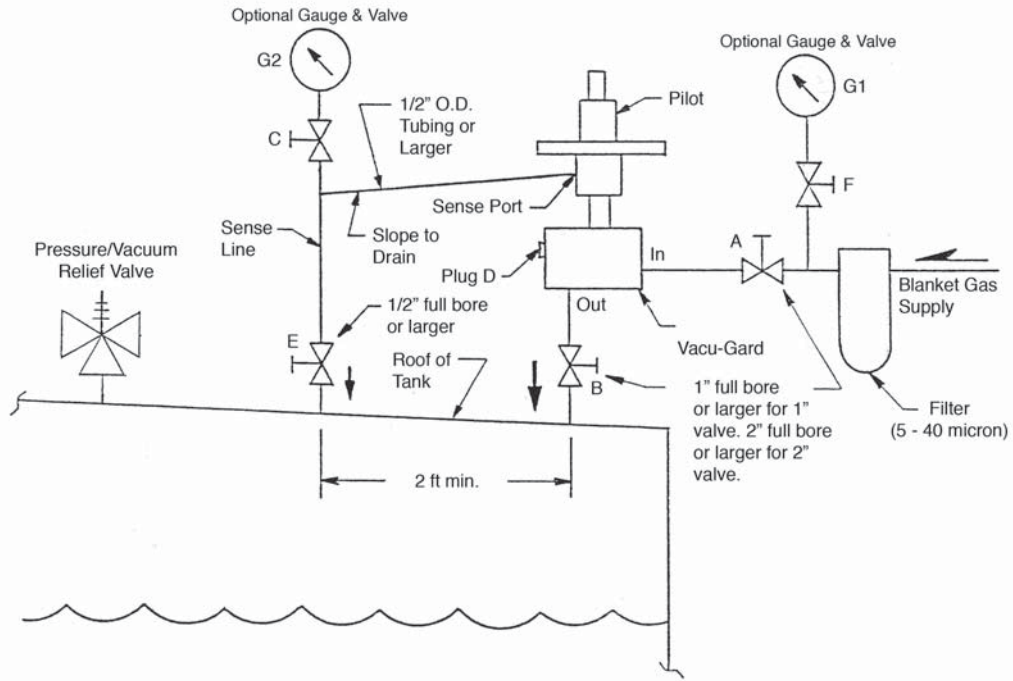 Optional Gauge & Valve
G2
Optional Gauge & Valve
G1
1/2" O.D.
Tubing or
Larger
Pilot
C
F
Sense Port
Sense
Line
Slope to
Drain
A
Pressure/Vacuum
Relief Valve
Plug D
In
Blanket Gas
Supply
Out
1/2" full bore
or larger
E
Vacu-Gard
Roof of
Tank
B
1" full bore
or larger for 1"
valve. 2" full bore
or larger for 2"
valve.
Filter
(5 - 40 micron)
2 ft min.